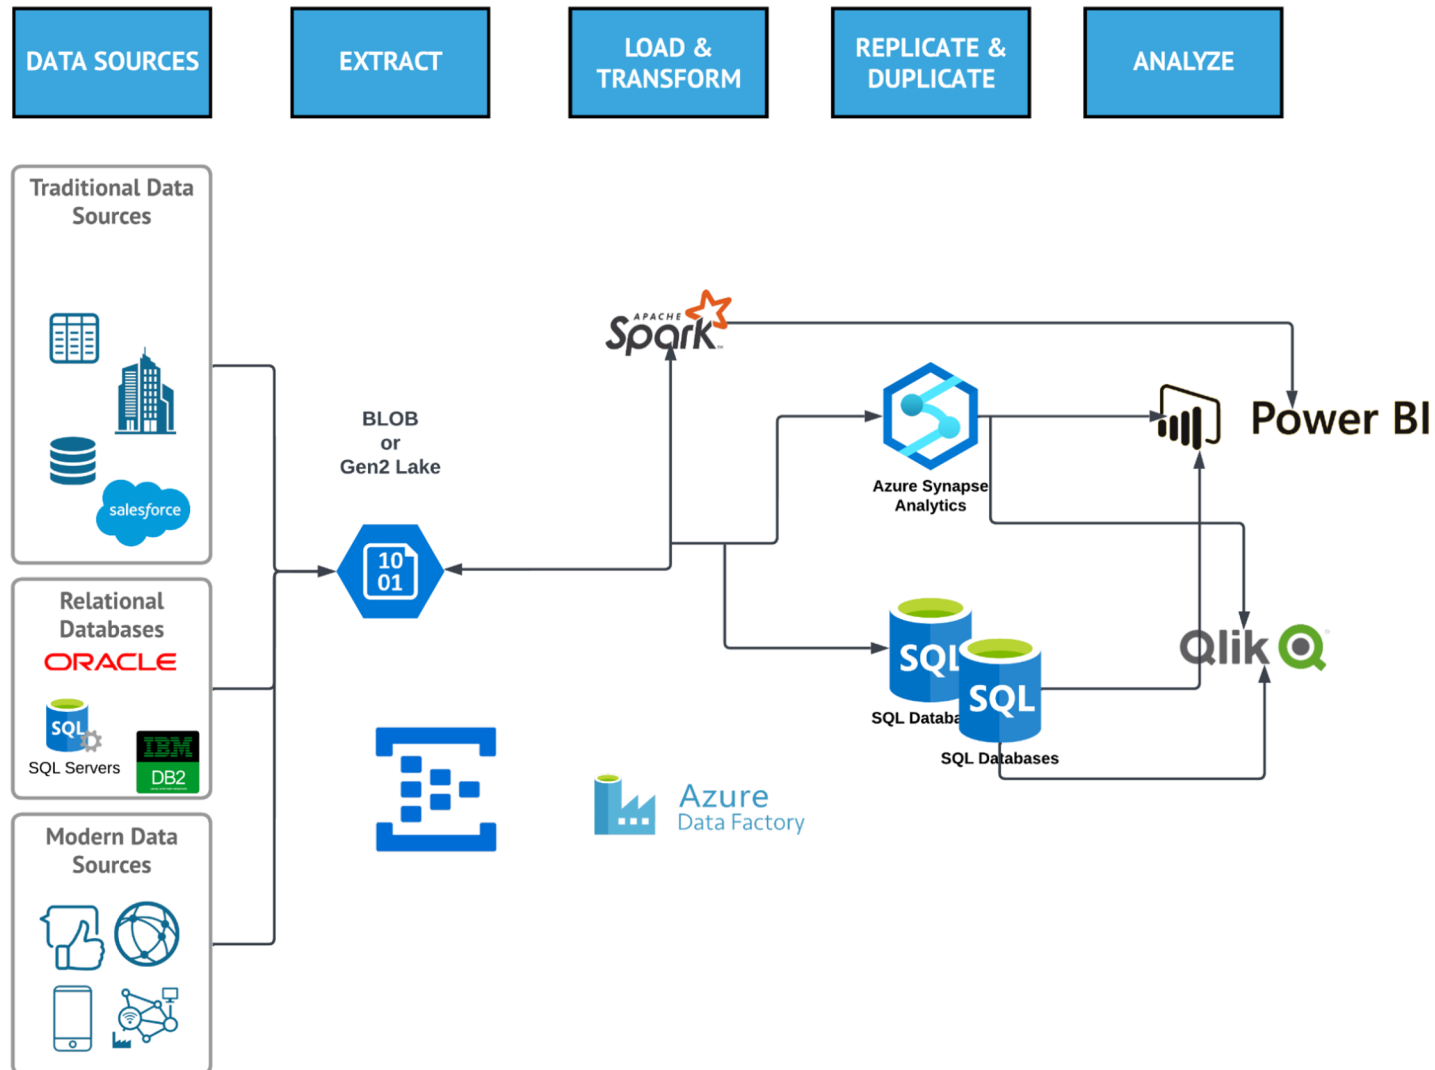 DATA SOURCES
EXTRACT
LOAD &
TRANSFORM
REPLICATE &
DUPLICATE
ANALYZE
Traditional Data
Sources
salesforce
Relational
Databases
ORACLE
SQL
SQL Servers
IBM
DB2
Modern Data
Sources
BLOB
or
Gen2 Lake
10
01
APACHE
Spark
Azure
Data Factory
Azure Synapse
Analytics
SQL
SQL Databa
SQL
SQL Databases
Power BI
Qlik